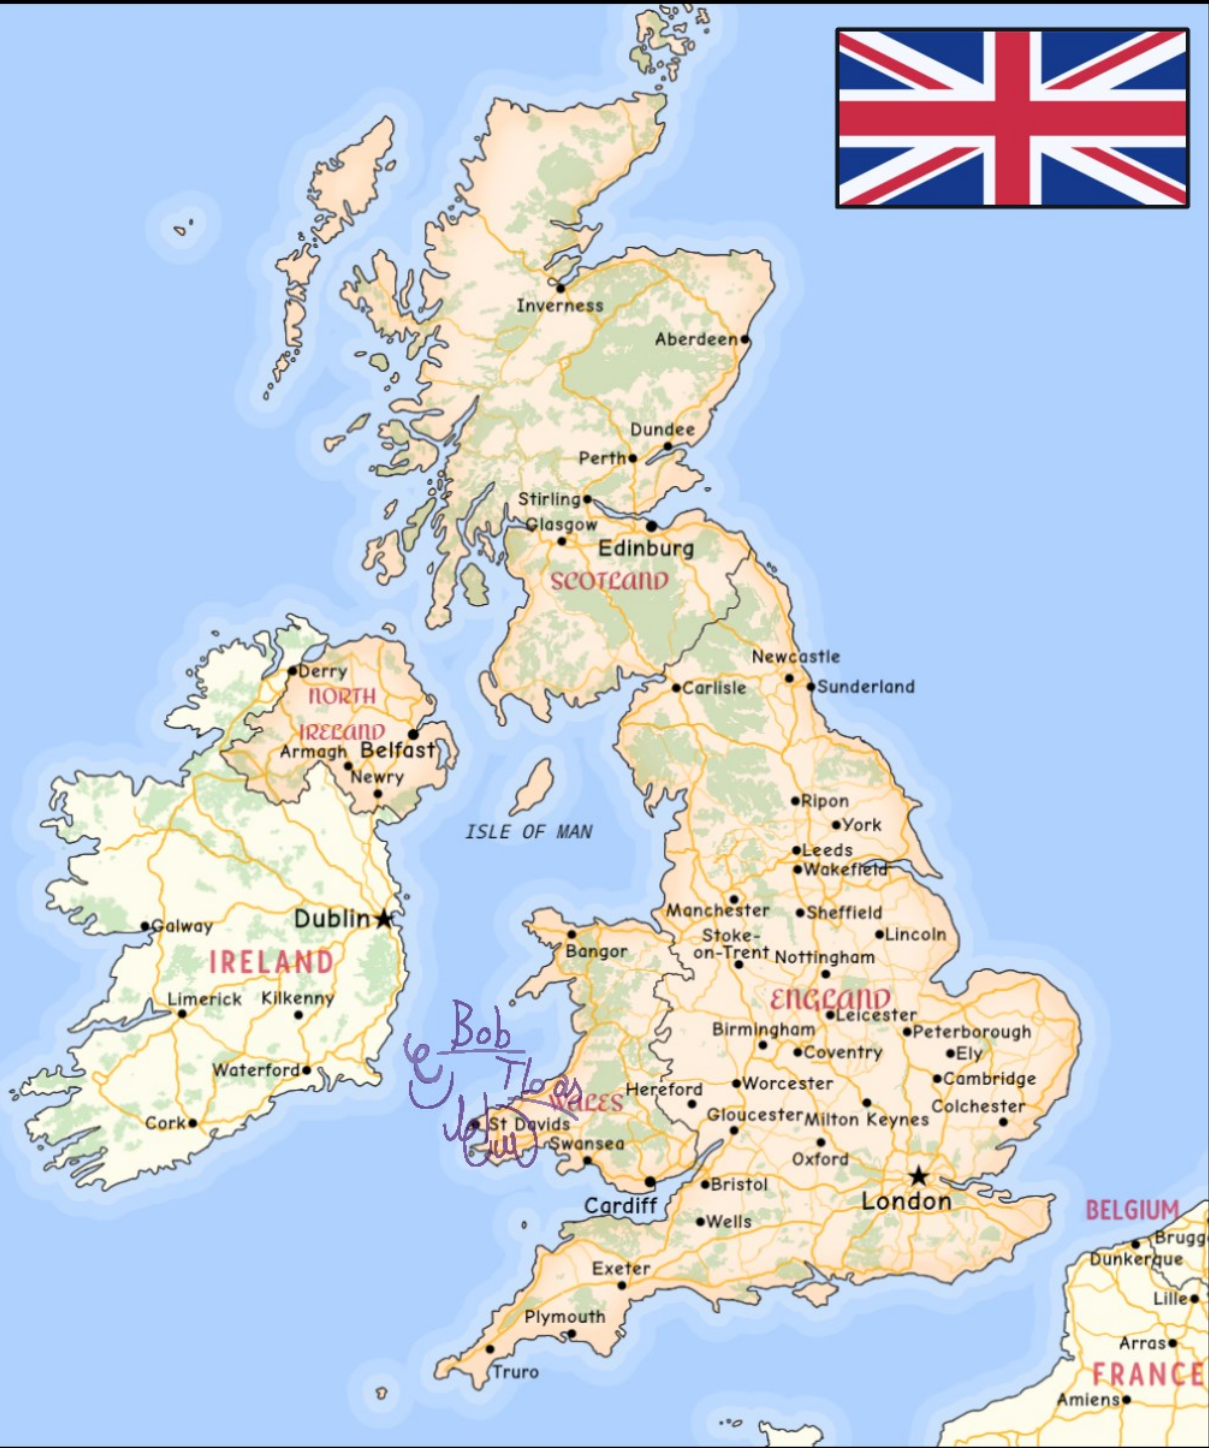 Inverness
Aberdeen
Dundee
Perth
Stirling
Glasgow
Edinburg
SCOTLAND
Newcastle
Carlisle
Sunderland
Derry
NORTH
IRELAND
Armagh
Belfast
Newry
Ripon
ISLE OF MAN
York
Leeds
Wakefield
Manchester
Sheffield
Dublin
Galway
Stoke-
on-Trent
Lincoln
Bangor
Nottingham
IRELAND
ENGLAND
Limerick
Kilkenny
Leicester
Bob
Birmingham
Peterborough
Coventry
Ely
Waterford
Worcester
Cambridge
Hereford
WALES
Colchester
Gloucester
Milton Keynes
Cork
St Davids
Swansea
Oxford
Bristol
Cardiff
London
Wells
BELGIUM
Brugg
Dunkerque
Exeter
Lille
Plymouth
Arras
Truro
FRANCE
Amiens